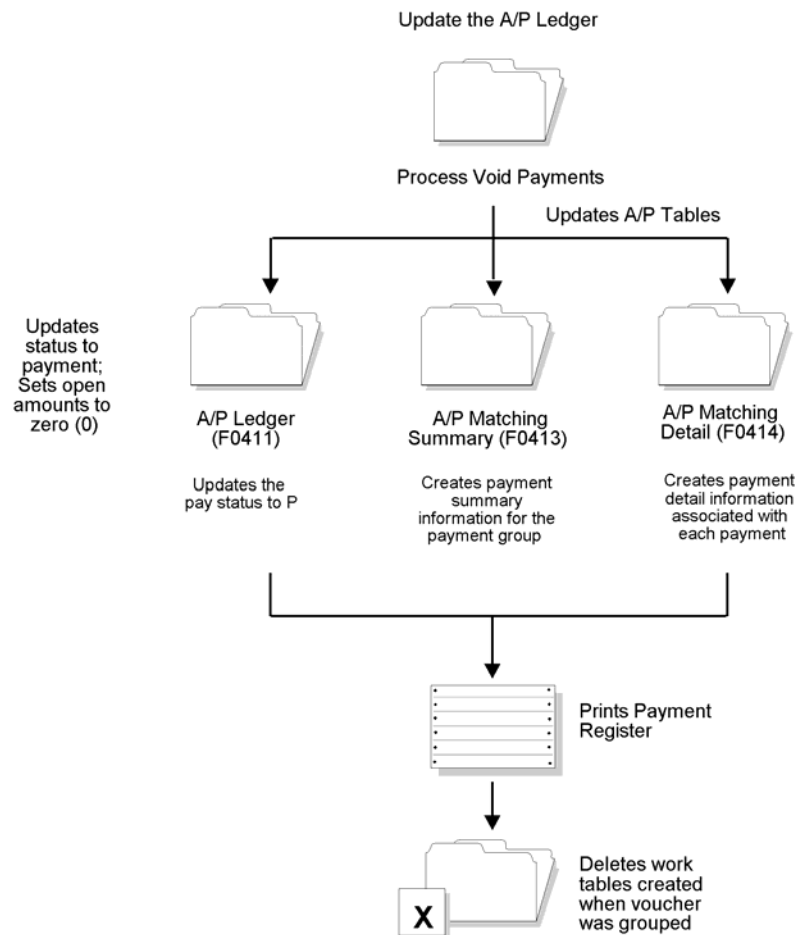 Update the A/P Ledger
Process Void Payments
Updates A/P Tables
Updates
status to
payment;
Sets open
amounts to
zero (0)
A/P Ledger
(F0411)
Updates the
pay status to P
A/P Matching
Summary (F0413)
Creates payment
summary
information for the
payment group
A/P Matching
Detail (F0414)
Creates payment
detail information
associated with
each payment
Prints Payment
Register
Deletes work
tables created
when voucher
was grouped
X